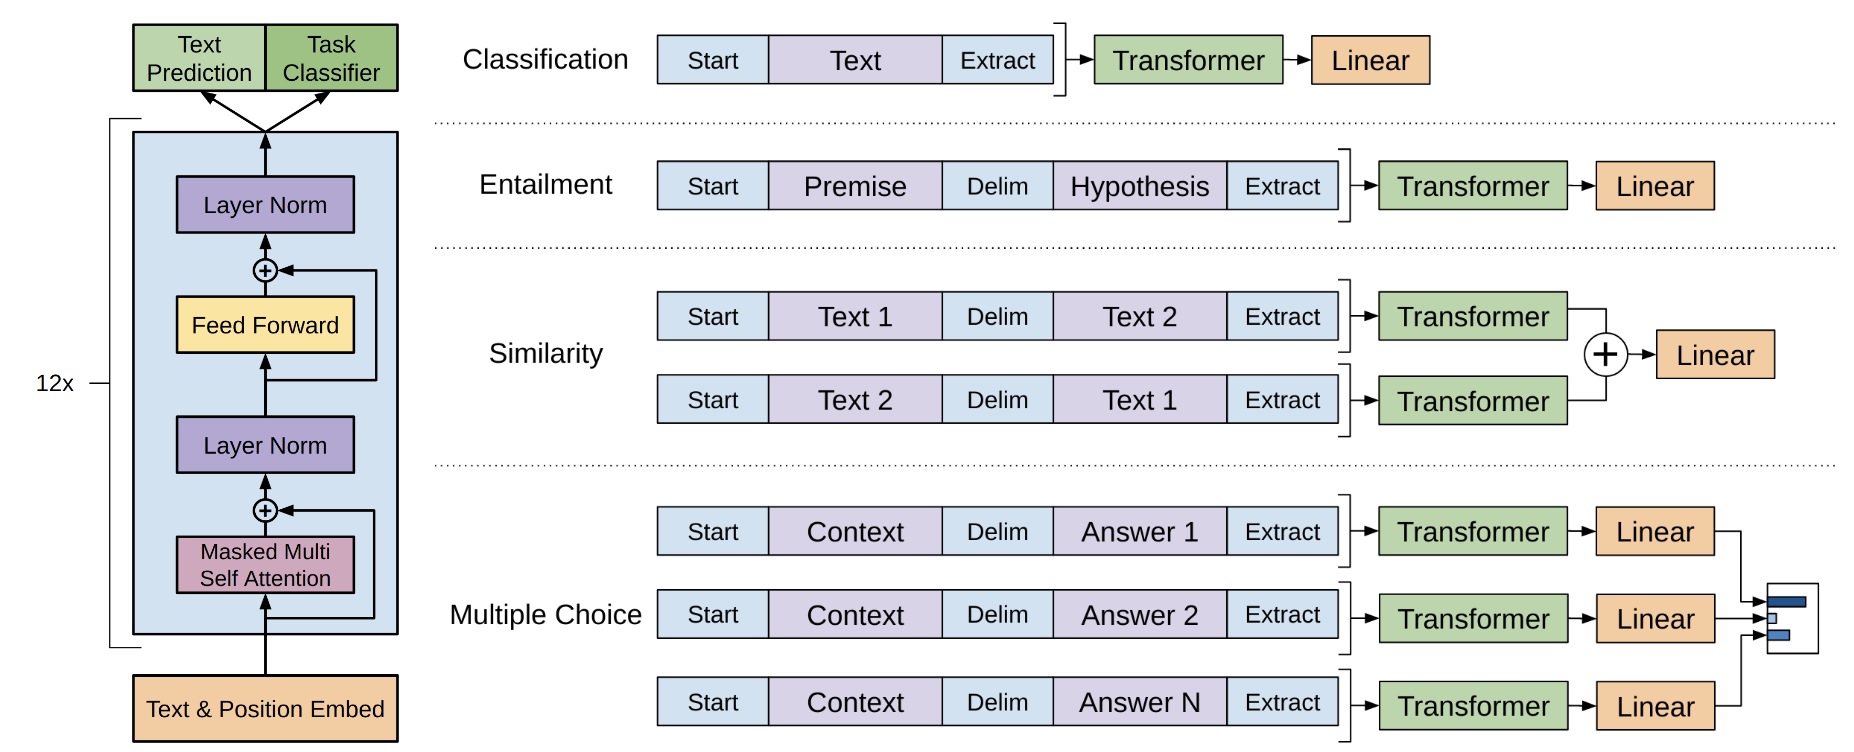 Text
Prediction
Task
Classifier
12x
Layer Norm
+
Feed Forward
Layer Norm
+
Masked Multi
Self Attention
Text & Position Embed
Classification
Start Text Extract Transformer Linear
Entailment
Start Premise Delim Hypothesis Extract Transformer Linear
Similarity
Start Text 1 Delim Text 2 Extract Transformer
+ Linear
Start Text 2 Delim Text 1 Extract Transformer
Multiple Choice
Start Context Delim Answer 1 Extract Transformer Linear
Start Context Delim Answer 2 Extract Transformer Linear
Start Context Delim Answer N Extract Transformer Linear